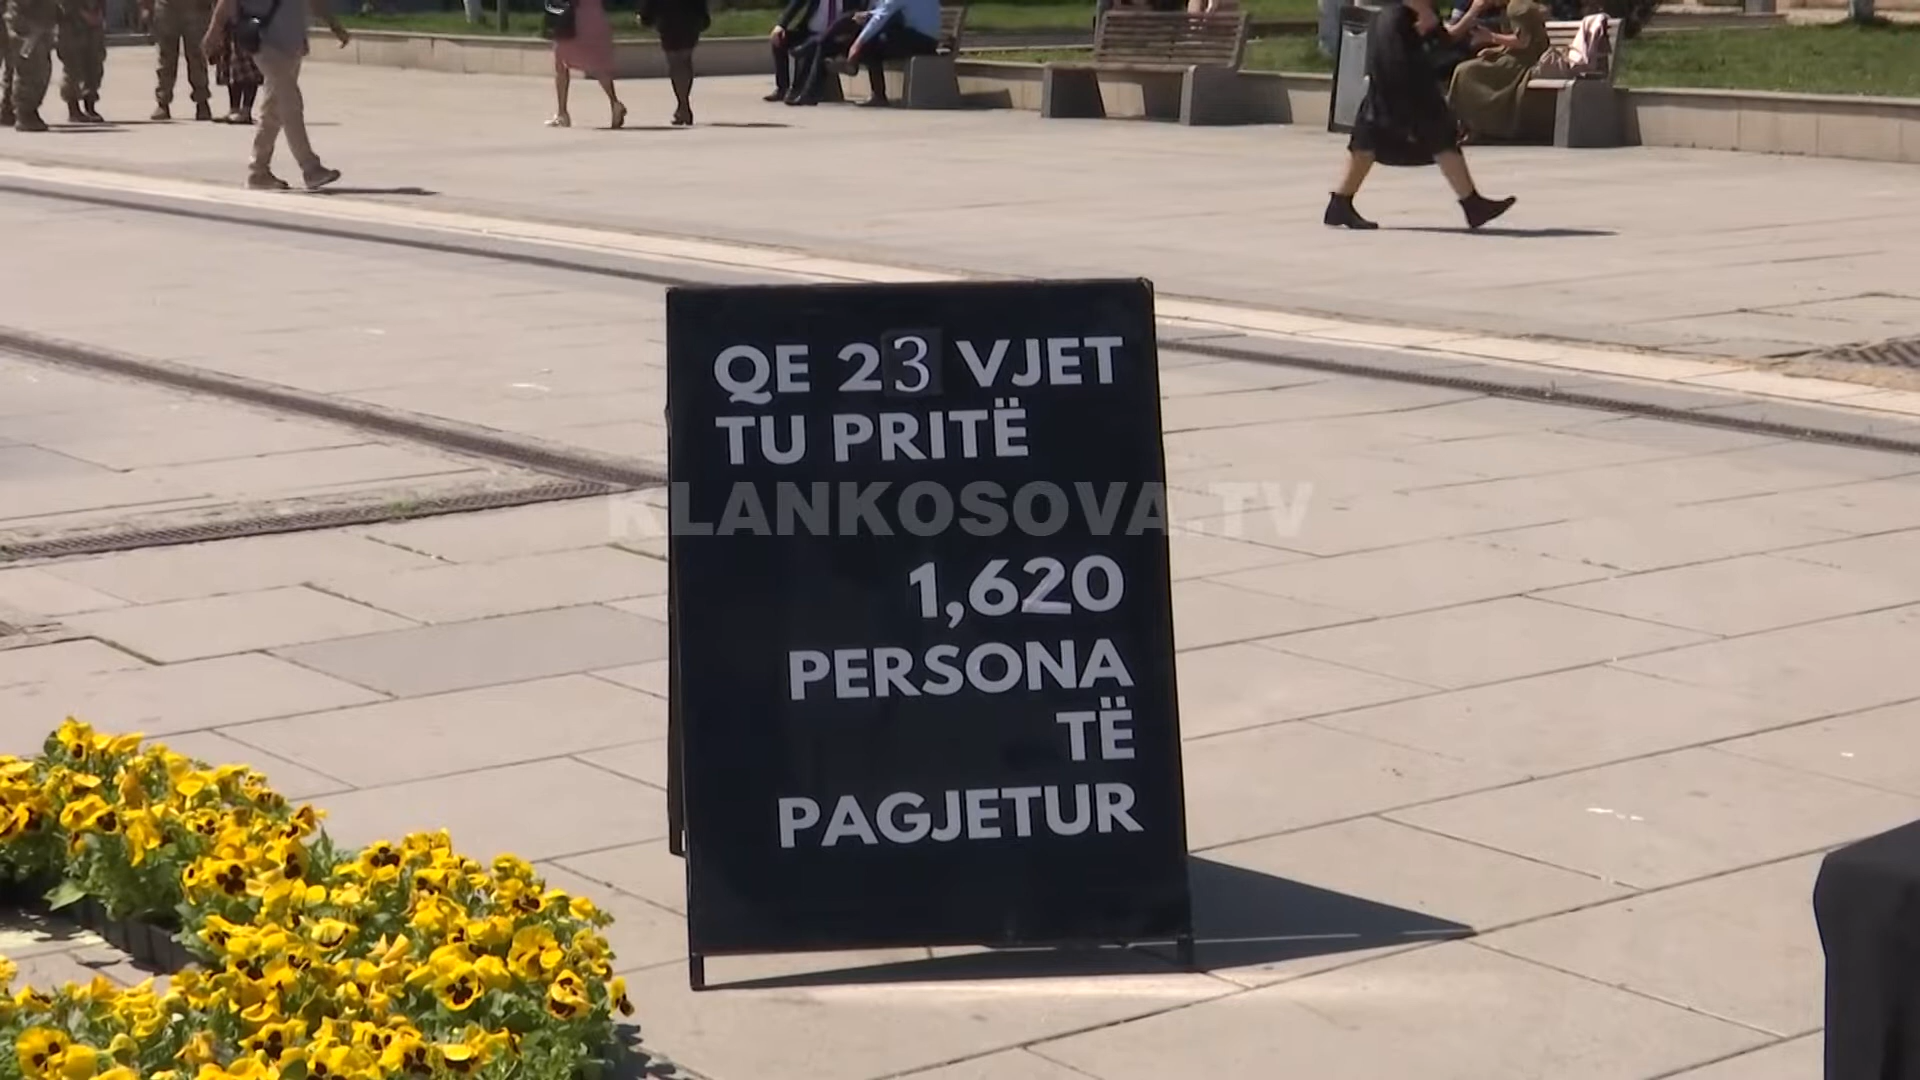 QE 23 VJET
TU PRITË
KLANKOSOVA.TV
1,620
PERSONA
TË
PAGJETUR